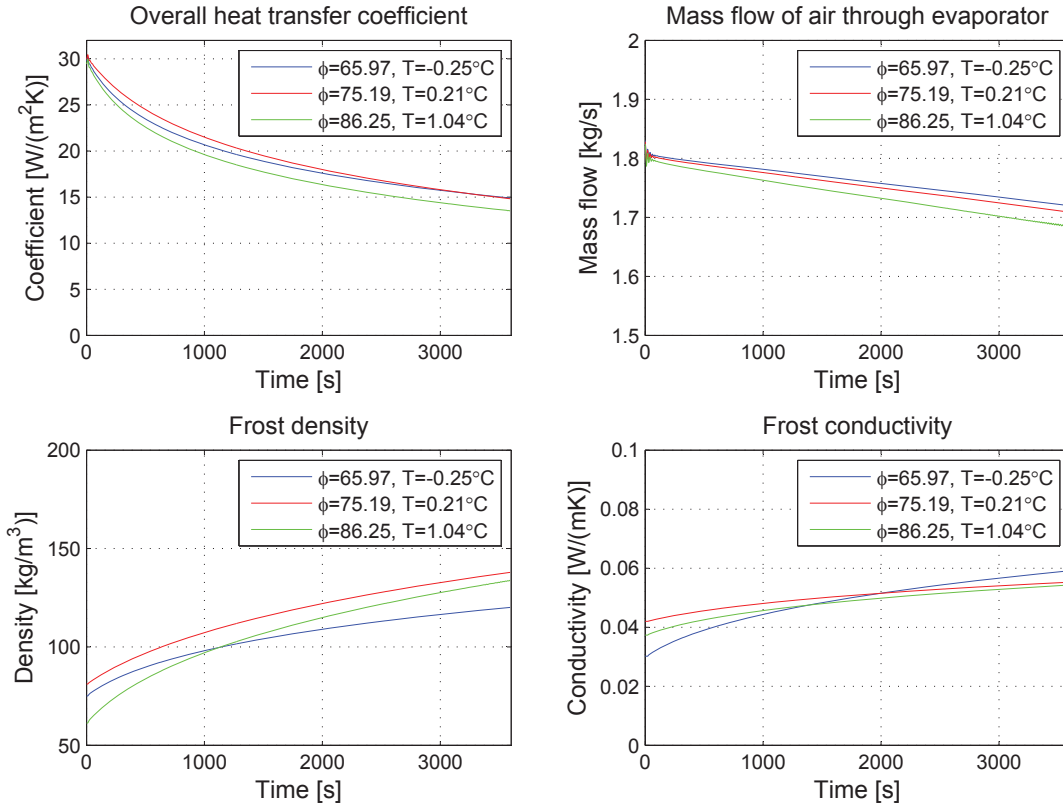 Overall heat transfer coefficient
Coefficient [W/(m²K)]
30
25
20
15
10
5
0
0 1000 2000 3000
Time [s]
ϕ=65.97, T=-0.25°C
ϕ=75.19, T=0.21°C
ϕ=86.25, T=1.04°C
Mass flow of air through evaporator
Mass flow [kg/s]
2
1.9
1.8
1.7
1.6
1.5
0 1000 2000 3000
Time [s]
ϕ=65.97, T=-0.25°C
ϕ=75.19, T=0.21°C
ϕ=86.25, T=1.04°C
Frost density
Density [kg/m³)]
200
150
100
50
0 1000 2000 3000
Time [s]
ϕ=65.97, T=-0.25°C
ϕ=75.19, T=0.21°C
ϕ=86.25, T=1.04°C
Frost conductivity
Conductivity [W/(mK)]
0.1
0.08
0.06
0.04
0.02
0
0 1000 2000 3000
Time [s]
ϕ=65.97, T=-0.25°C
ϕ=75.19, T=0.21°C
ϕ=86.25, T=1.04°C